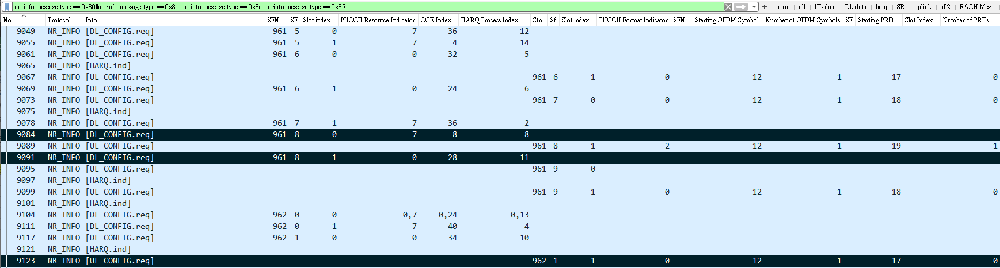 nr_info.message.type == 0x80||nr_info.message.type == 0x81||nr_info.message.type == 0x8a||nr_info.message.type == 0x85 + nr-rrc | all | UL data | DL data | harq | SR | uplink | all2 | RACH Msg1
No. Protocol Info SFN SF Slot index PUCCH Resource Indicator CCE Index HARQ Process Index Sfn Sf Slot index PUCCH Format Indicator SFN Starting OFDM Symbol Number of OFDM Symbols SF Starting PRB Slot Index Number of PRBs
9049 NR_INFO [DL_CONFIG.req] 961 5 0 7 36 12
9055 NR_INFO [DL_CONFIG.req] 961 5 1 7 4 14
9061 NR_INFO [DL_CONFIG.req] 961 6 0 0 32 5
9065 NR_INFO [HARQ.ind]
9067 NR_INFO [UL_CONFIG.req] 961 6 1 0 12 1 17 0
9069 NR_INFO [DL_CONFIG.req] 961 6 1 0 24 6
9073 NR_INFO [UL_CONFIG.req] 961 7 0 0 12 1 18 0
9075 NR_INFO [HARQ.ind]
9078 NR_INFO [DL_CONFIG.req] 961 7 1 7 36 2
9084 NR_INFO [DL_CONFIG.req] 961 8 0 7 8 8
9089 NR_INFO [UL_CONFIG.req] 961 8 1 2 12 1 19 1
9091 NR_INFO [DL_CONFIG.req] 961 8 1 0 28 11
9095 NR_INFO [UL_CONFIG.req] 961 9 0
9097 NR_INFO [HARQ.ind]
9099 NR_INFO [UL_CONFIG.req] 961 9 1 0 12 1 18 0
9101 NR_INFO [HARQ.ind]
9104 NR_INFO [DL_CONFIG.req] 962 0 0 0,7 0,24 0,13
9111 NR_INFO [DL_CONFIG.req] 962 0 1 7 40 4
9117 NR_INFO [DL_CONFIG.req] 962 1 0 0 34 10
9121 NR_INFO [HARQ.ind]
9123 NR_INFO [UL_CONFIG.req] 962 1 1 0 12 1 17 0